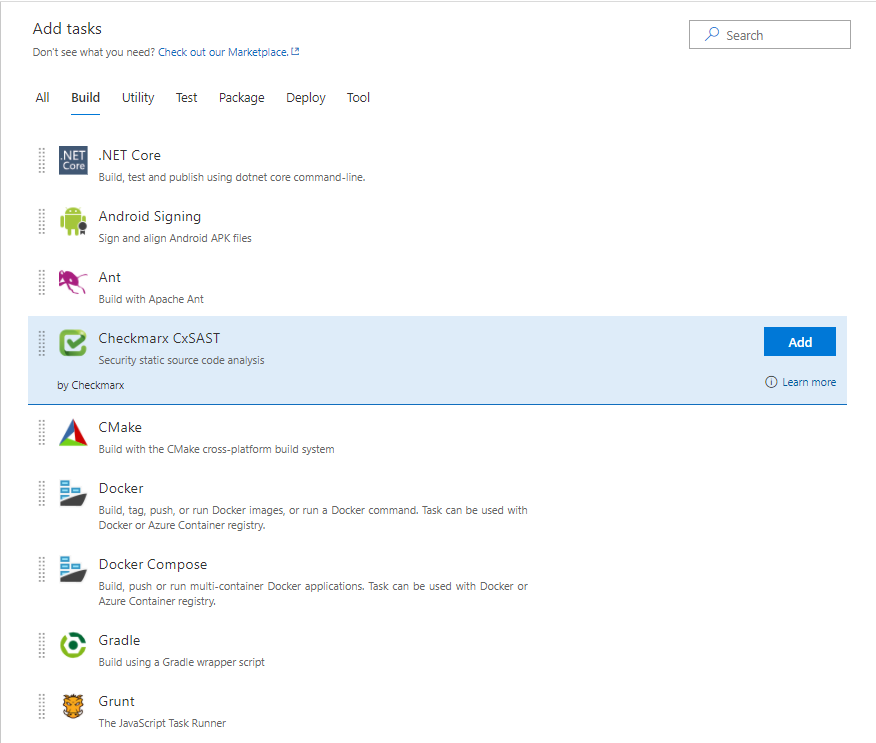 Add tasks
Don't see what you need? Check out our Marketplace.
Search
All Build Utility Test Package Deploy Tool
.NET Core
.NET Core
Build, test and publish using dotnet core command-line.
Android Signing
Sign and align Android APK files
Ant
Build with Apache Ant
Checkmarx CxSAST
Add
Security static source code analysis
by Checkmarx
Learn more
CMake
Build with the CMake cross-platform build system
Docker
Build, tag, push, or run Docker images, or run a Docker command. Task can be used with
Docker or Azure Container registry.
Docker Compose
Build, push or run multi-container Docker applications. Task can be used with Docker or
Azure Container registry.
Gradle
Build using a Gradle wrapper script
Grunt
The JavaScript Task Runner